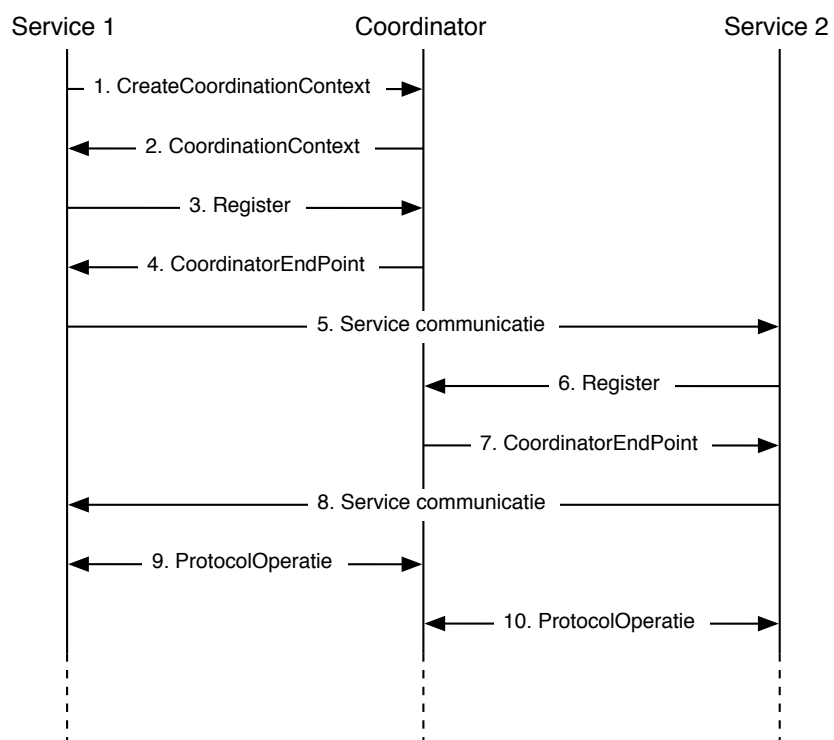 Service 1
Coordinator
Service 2
1. CreateCoordinationContext
2. CoordinationContext
3. Register
4. CoordinatorEndPoint
5. Service communicatie
6. Register
7. CoordinatorEndPoint
8. Service communicatie
9. ProtocolOperatie
10. ProtocolOperatie